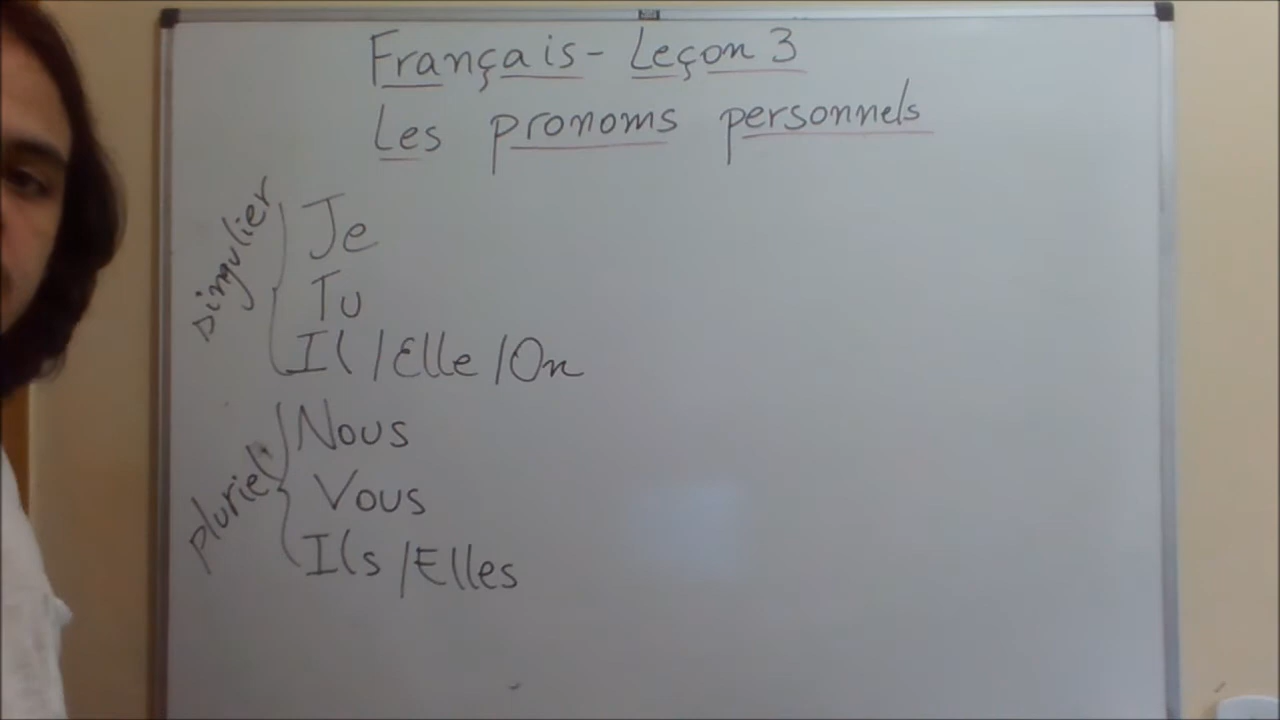 Français - Leçon 3
Les pronoms personnels
singulier
Je
Tu
Il / Elle / On
pluriel
Nous
Vous
Ils / Elles